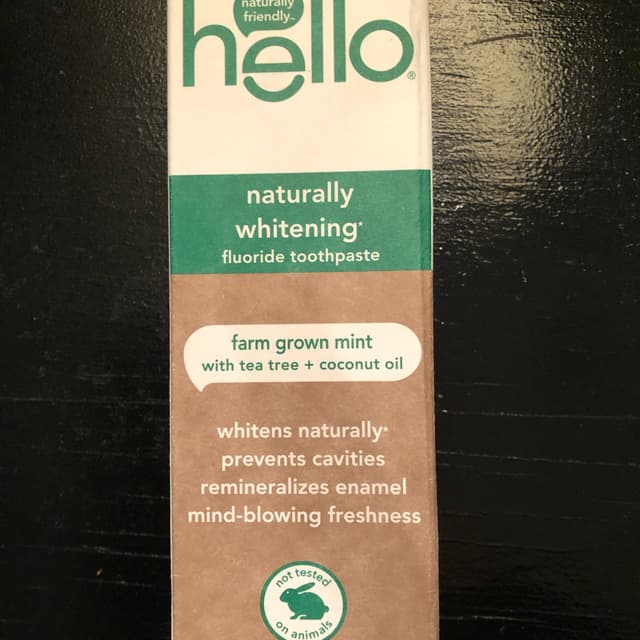 naturally
friendly™
hello®
naturally
whitening*
fluoride toothpaste
farm grown mint
with tea tree + coconut oil
whitens naturally*
prevents cavities
remineralizes enamel
mind-blowing freshness
not tested
on animals